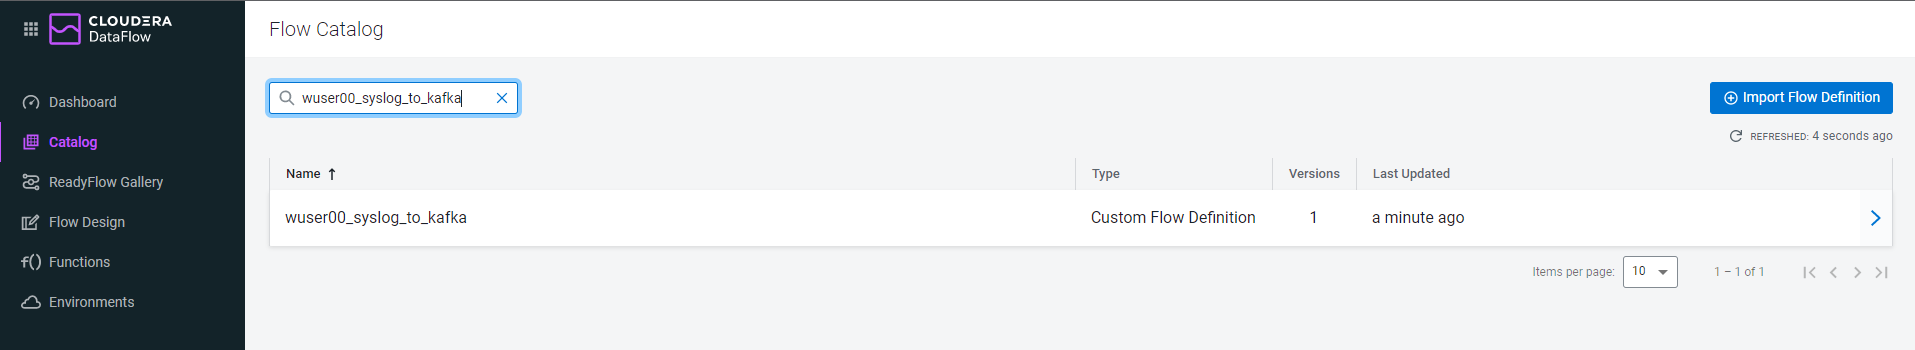 CLOUDERA
DataFlow
Dashboard
Catalog
ReadyFlow Gallery
Flow Design
f() Functions
Environments
Flow Catalog
wuser00_syslog_to_kafka
Import Flow Definition
REFRESHED: 4 seconds ago
Name Type Versions Last Updated
wuser00_syslog_to_kafka Custom Flow Definition 1 a minute ago
Items per page: 10 1 – 1 of 1